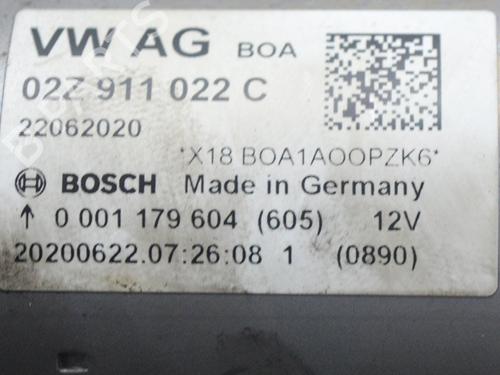 VW AG BOA
02Z 911 022 C
22062020
*X18 BOA1AOOPZK6*
BOSCH Made in Germany
↑ 0 001 179 604 (605) 12V
20200622.07:26:08 1 (0890)